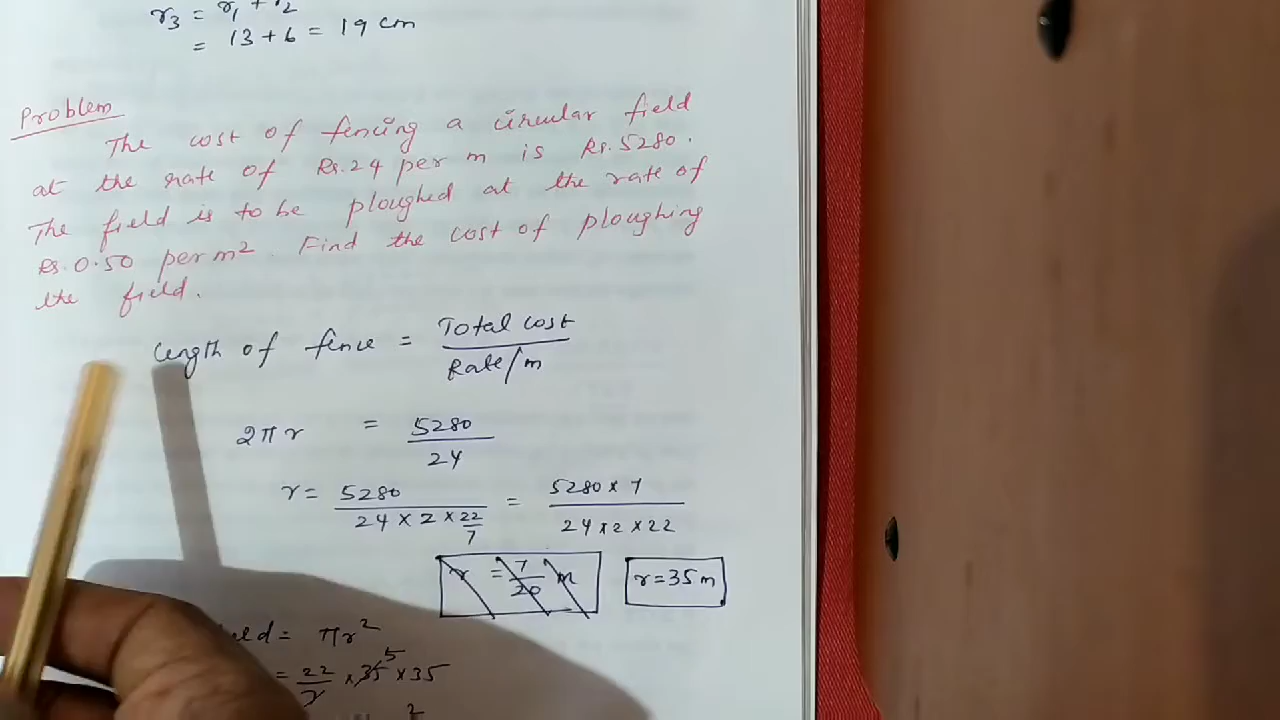 r3 = r1 + r2
= 13 + 6 = 19 cm
Problem
The cost of fencing a circular field
at the rate of Rs.24 per m is Rs.5280.
The field is to be ploughed at the rate of
Rs.0.50 per m². Find the cost of ploughing
the field.
Length of fence = Total cost / Rate/m
2πr = 5280 / 24
r = 5280 / 24 × 2 × 22/7 = 5280 × 7 / 24 × 2 × 22
r = 7/20 m r = 35 m
= πr²
= 22/7 × 35 5 × 35
2